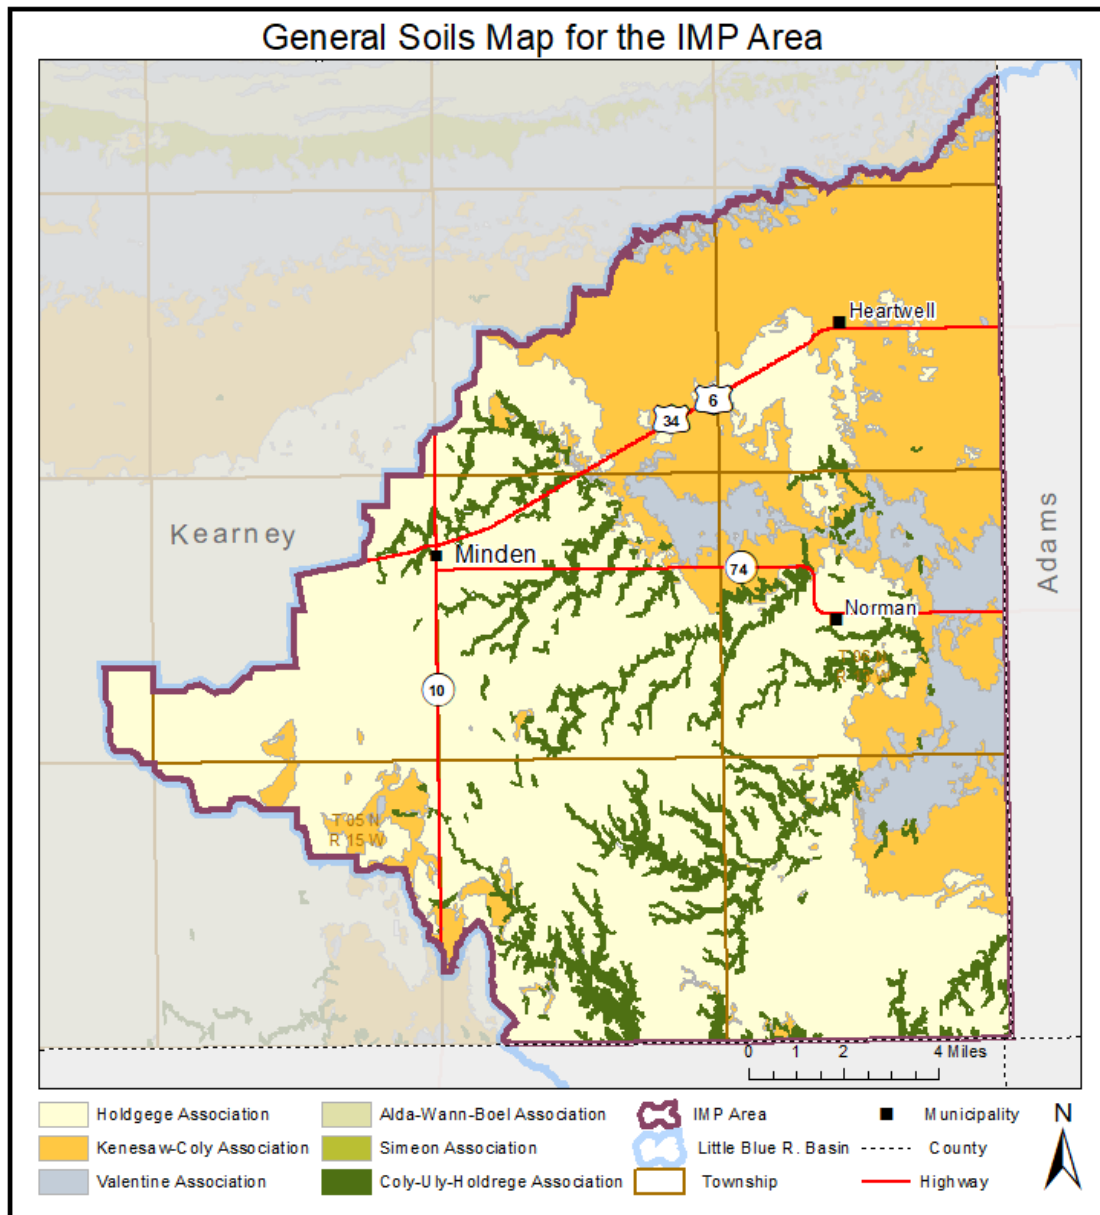 General Soils Map for the IMP Area
Heartwell
6
34
Kearney
Minden
Adams
74
Norman
10
T 05 N
R 15 W
0 1 2 4 Miles
Holdgege Association
Kenesaw-Coly Association
Valentine Association
Alda-Wann-Boel Association
Simeon Association
Coly-Uly-Holdrege Association
IMP Area
Little Blue R. Basin
Township
Municipality
County
Highway
N